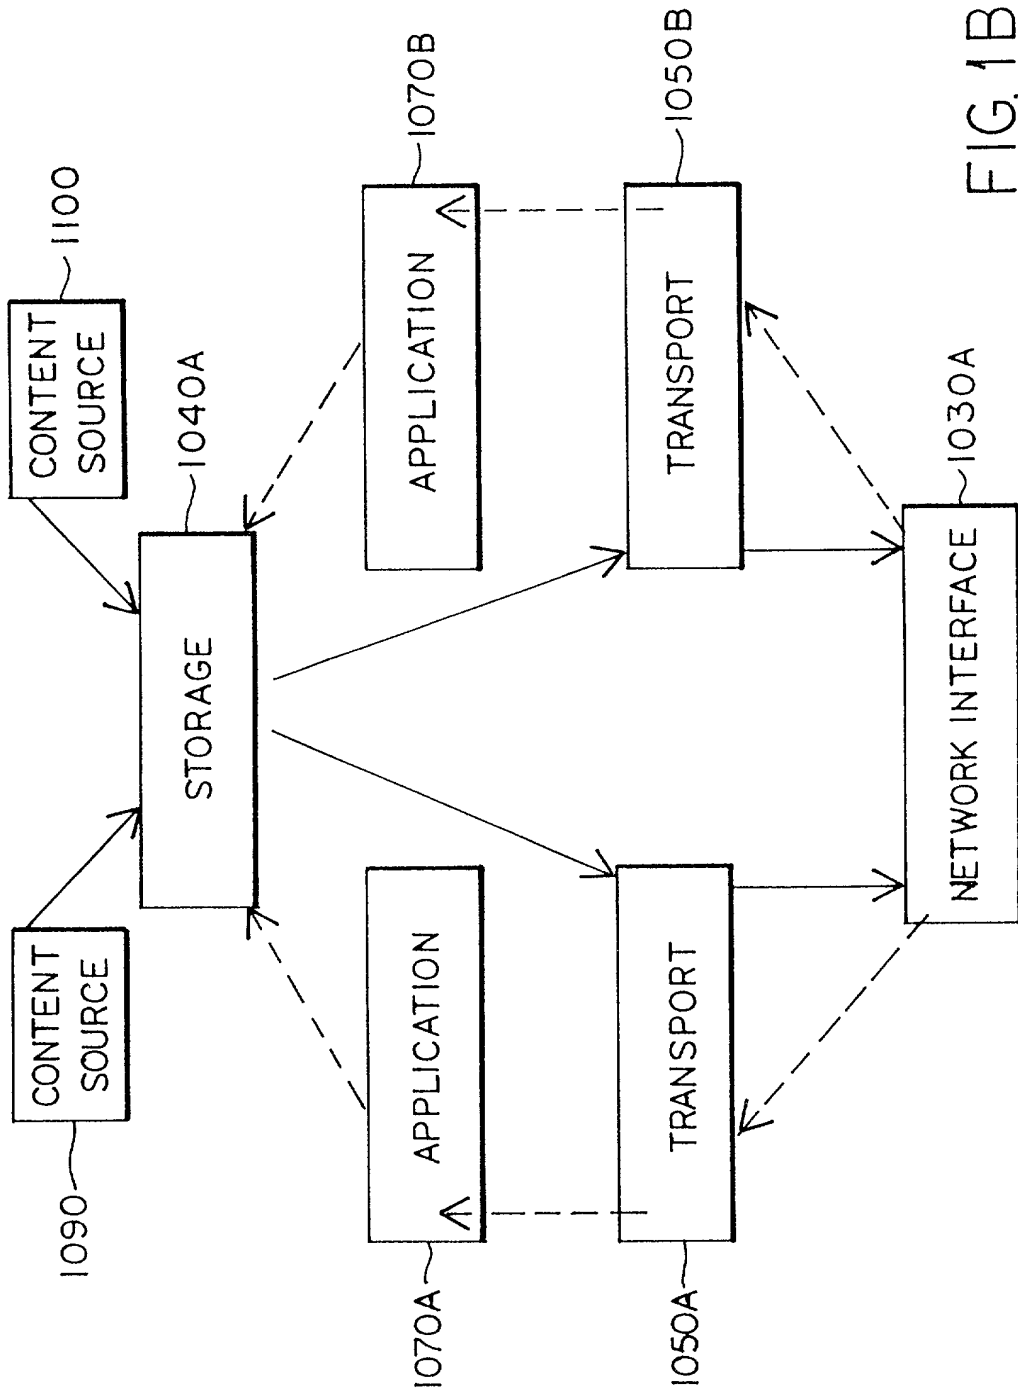 1090
CONTENT
SOURCE
CONTENT
SOURCE
1100
STORAGE
1040A
1070A
APPLICATION
APPLICATION
1070B
1050A
TRANSPORT
TRANSPORT
1050B
NETWORK INTERFACE
1030A
FIG. 1B